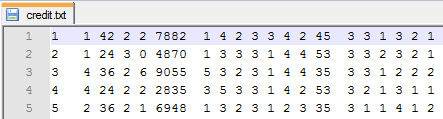 credit.txt
1 1 1 42 2 2 7882 1 4 2 3 3 4 2 45 3 3 1 3 2 1
2 2 1 24 3 0 4870 1 3 3 3 1 4 4 53 3 3 2 3 2 1
3 3 4 36 2 6 9055 5 3 2 3 1 4 4 35 3 3 1 2 2 2
4 4 4 24 2 2 2835 3 5 3 3 1 4 2 53 3 2 1 3 1 1
5 5 2 36 2 1 6948 1 3 2 3 1 2 3 35 3 1 1 4 1 2